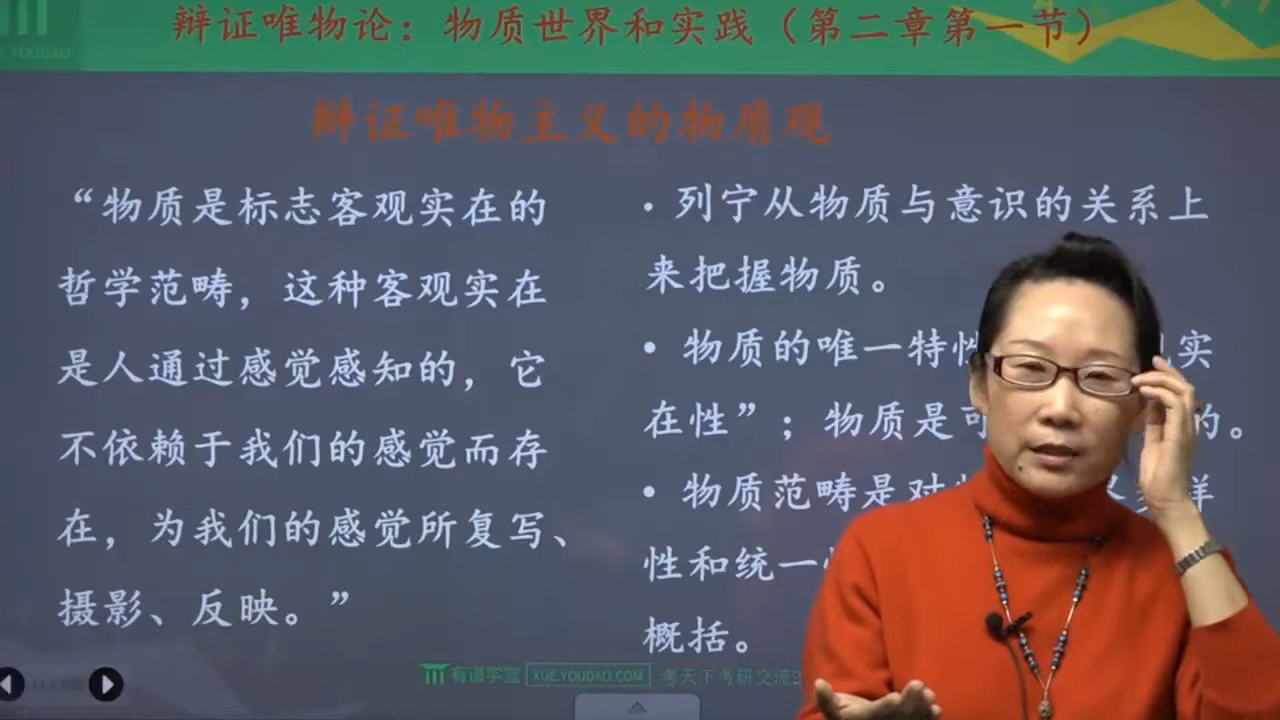 辩证唯物论：物质世界和实践（第二章第一节）
YOUDAO
辩证唯物主义的物质观
“物质是标志客观实在的
哲学范畴，这种客观实在
是人通过感觉感知的，它
不依赖于我们的感觉而存
在，为我们的感觉所复写、
摄影、反映。”
·列宁从物质与意识的关系上
来把握物质。
• 物质的唯一特性 实
在性”；物质是可 的。
• 物质范畴是对 样
性和统一
概括。
有道学堂 XUE.YOUDAO.COM 考天下考研交流2